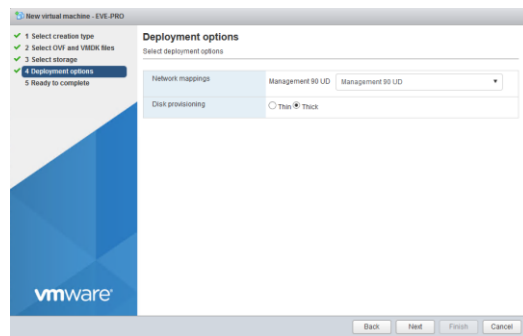 New virtual machine - EVE-PRO
1 Select creation type
2 Select OVF and VMDK files
3 Select storage
4 Deployment options
5 Ready to complete
Deployment options
Select deployment options
Network mappings
Management 90 UD
Management 90 UD
Disk provisioning
Thin
Thick
vmware
Back
Next
Finish
Cancel